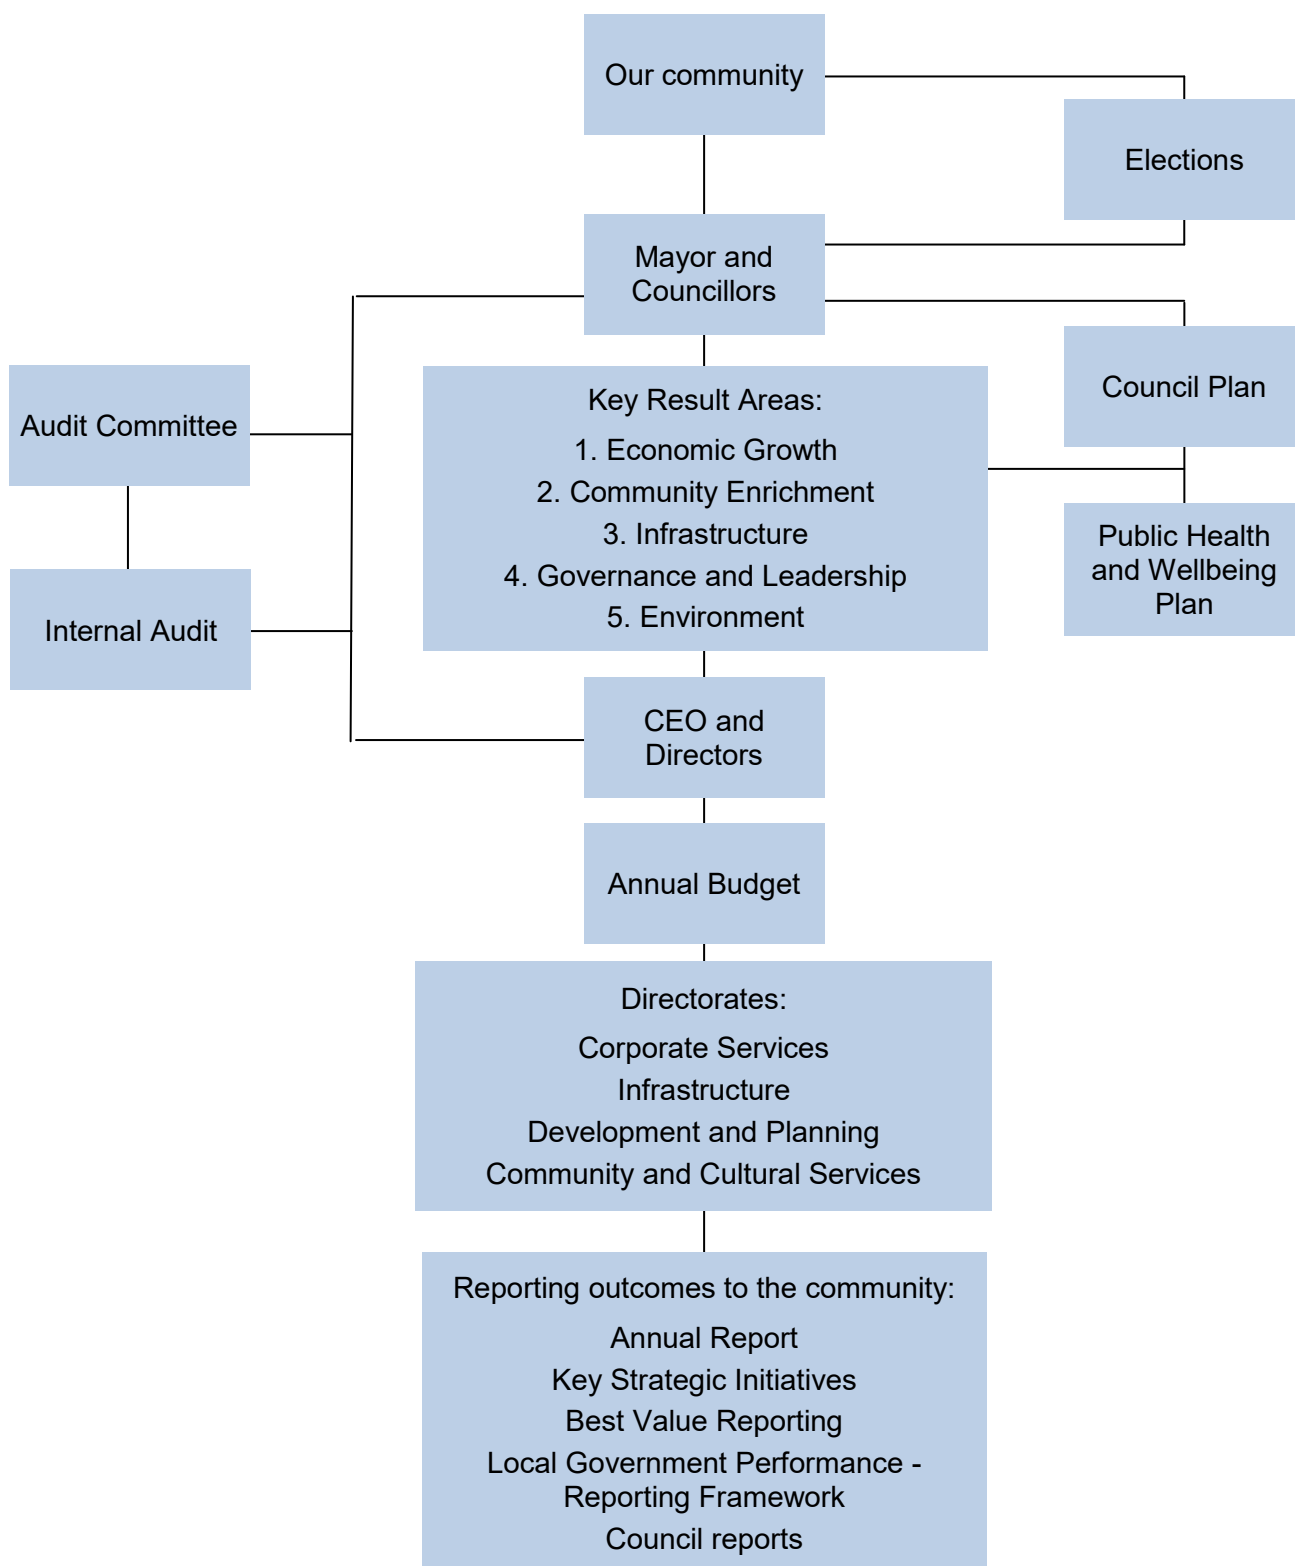 Our community
Elections
Mayor and
Councillors
Council Plan
Audit Committee
Key Result Areas:
1. Economic Growth
2. Community Enrichment
3. Infrastructure
4. Governance and Leadership
5. Environment
Public Health
and Wellbeing
Plan
Internal Audit
CEO and
Directors
Annual Budget
Directorates:
Corporate Services
Infrastructure
Development and Planning
Community and Cultural Services
Reporting outcomes to the community:
Annual Report
Key Strategic Initiatives
Best Value Reporting
Local Government Performance -
Reporting Framework
Council reports